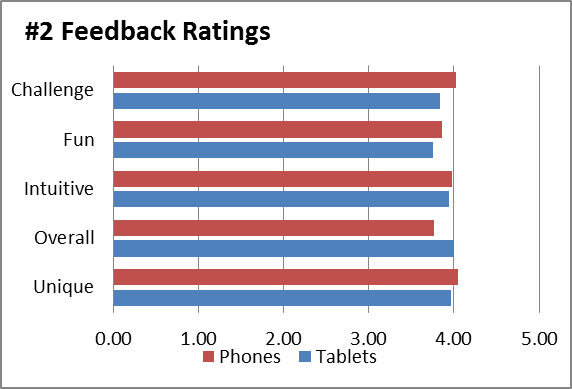 #2 Feedback Ratings
Challenge
Fun
Intuitive
Overall
Unique
0.00 1.00 2.00 3.00 4.00 5.00
Phones Tablets